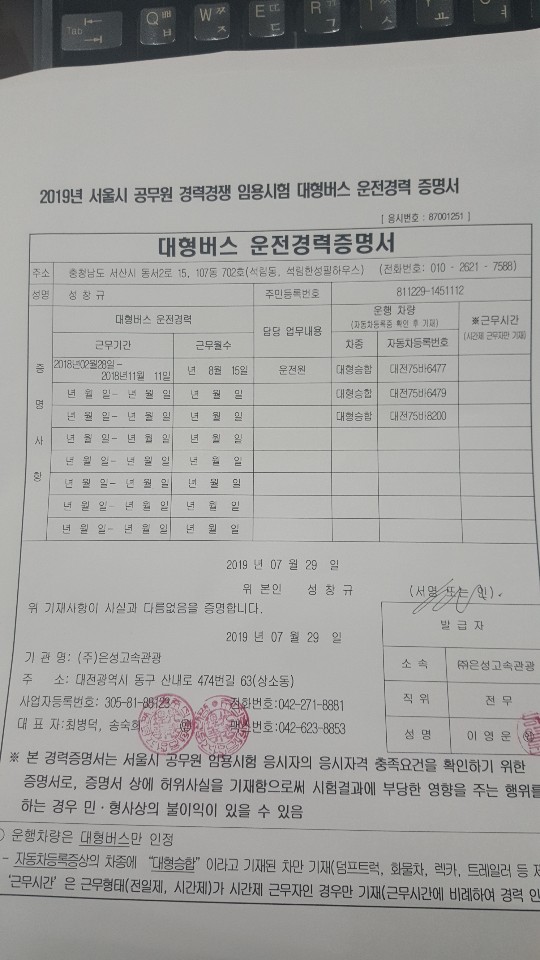 Tab Q ㅃ ㅂ W ㅉ ㅈ E ㄸ ㄷ R ㄲ ㄱ T
2019년 서울시 공무원 경력경쟁 임용시험 대형버스 운전경력 증명서
[ 응시번호 : 87001251 ]
대형버스 운전경력증명서
주소 충청남도 서산시 동서2로 15, 107동 702호(석림동, 석림한성필하우스) (전화번호: 010 - 2621 - 7588)
성명 성 창 규 주민등록번호 811229-1451112
증 명 사 항
대형버스 운전경력 담당 업무내용 운행 차량 (자동차등록증 확인 후 기재) ※근무시간 (시간제 근무자만 기재)
근무기간 근무월수 차종 자동차등록번호
2018년02월28일 - 2018년11월 11일 년 8월 15일 운전원 대형승합 대전75바6477
년 월 일- 년 월 일 년 월 일 대형승합 대전75바6479
년 월 일- 년 월 일 년 월 일 대형승합 대전75바8200
년 월 일- 년 월 일 년 월 일
년 월 일- 년 월 일 년 월 일
년 월 일- 년 월 일 년 월 일
년 월 일- 년 월 일 년 월 일
년 월 일- 년 월 일 년 월 일
2019 년 07 월 29 일
위 본인 성 창 규 (서명 또는 인).
위 기재사항이 사실과 다름없음을 증명합니다.
2019 년 07 월 29 일
기 관 명: (주)은성고속관광
주 소: 대전광역시 동구 산내로 474번길 63(상소동)
사업자등록번호: 305-81-88123 전화번호:042-271-8881
대 표 자:최병덕, 송숙희 팩스번호:042-623-8853
발 급 자
소 속 ㈜은성고속관광
직 위 전 무
성 명 이 영 운 ㊞
※ 본 경력증명서는 서울시 공무원 임용시험 응시자의 응시자격 충족요건을 확인하기 위한
증명서로, 증명서 상에 허위사실을 기재함으로써 시험결과에 부당한 영향을 주는 행위를
하는 경우 민·형사상의 불이익이 있을 수 있음
① 운행차량은 대형버스만 인정
- 자동차등록증상의 차종에 “대형승합” 이라고 기재된 차만 기재(덤프트럭, 화물차, 렉카, 트레일러 등 제
'근무시간' 은 근무형태(전일제, 시간제)가 시간제 근무자인 경우만 기재(근무시간에 비례하여 경력 인